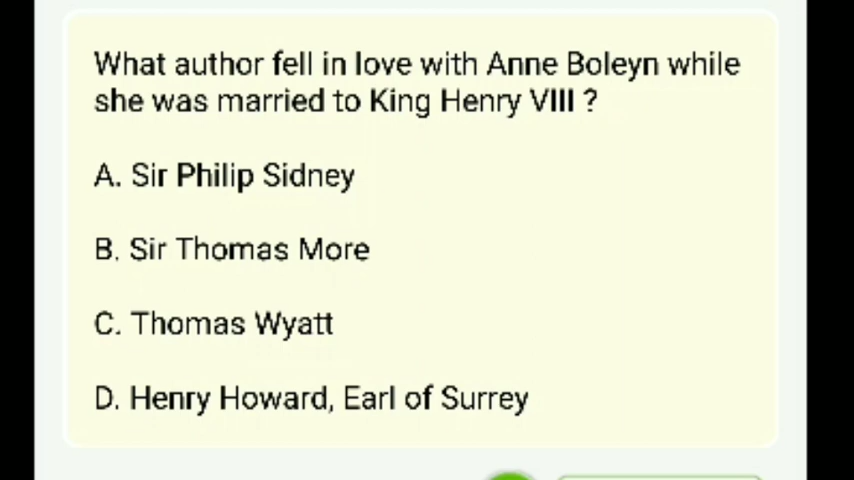 What author fell in love with Anne Boleyn while
she was married to King Henry VIII ?
A. Sir Philip Sidney
B. Sir Thomas More
C. Thomas Wyatt
D. Henry Howard, Earl of Surrey